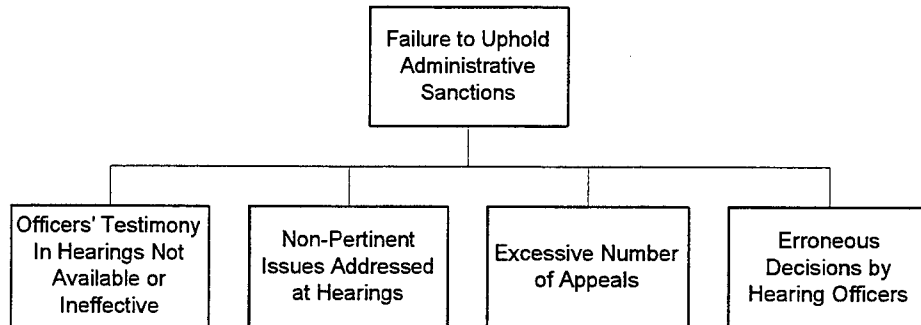 Failure to Uphold
Administrative
Sanctions
Officers' Testimony
In Hearings Not
Available or
Ineffective
Non-Pertinent
Issues Addressed
at Hearings
Excessive Number
of Appeals
Erroneous
Decisions by
Hearing Officers